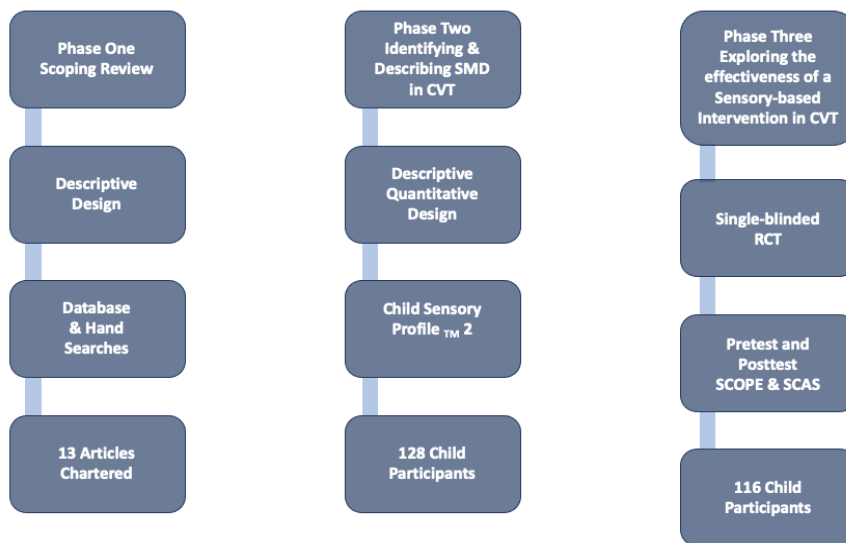 Phase One
Scoping Review
Descriptive
Design
Database
& Hand
Searches
13 Articles
Chartered
Phase Two
Identifying &
Describing SMD
in CVT
Descriptive
Quantitative
Design
Child Sensory
Profile TM 2
128 Child
Participants
Phase Three
Exploring the
effectiveness of a
Sensory-based
Intervention in CVT
Single-blinded
RCT
Pretest and
Posttest
SCOPE & SCAS
116 Child
Participants